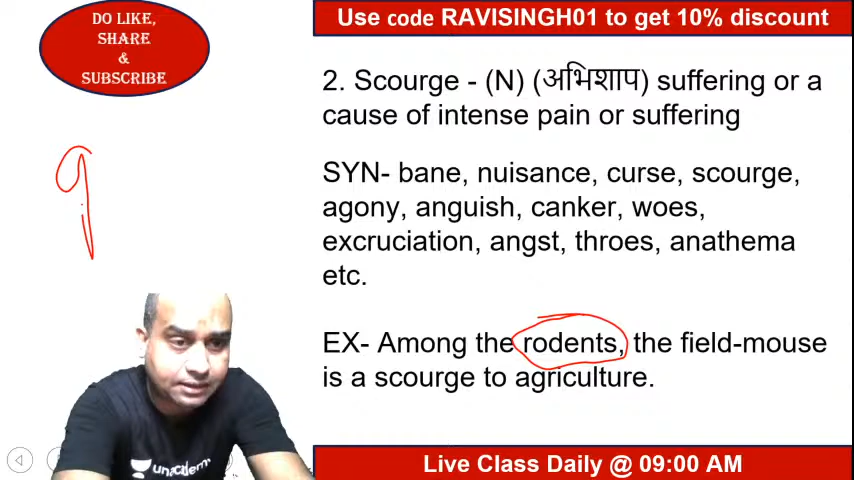 DO LIKE,
SHARE
&
SUBSCRIBE
Use code RAVISINGH01 to get 10% discount
2. Scourge - (N) (अभिशाप) suffering or a
cause of intense pain or suffering
SYN- bane, nuisance, curse, scourge,
agony, anguish, canker, woes,
excruciation, angst, throes, anathema
etc.
EX- Among the rodents, the field-mouse
is a scourge to agriculture.
unacademy
Live Class Daily @ 09:00 AM